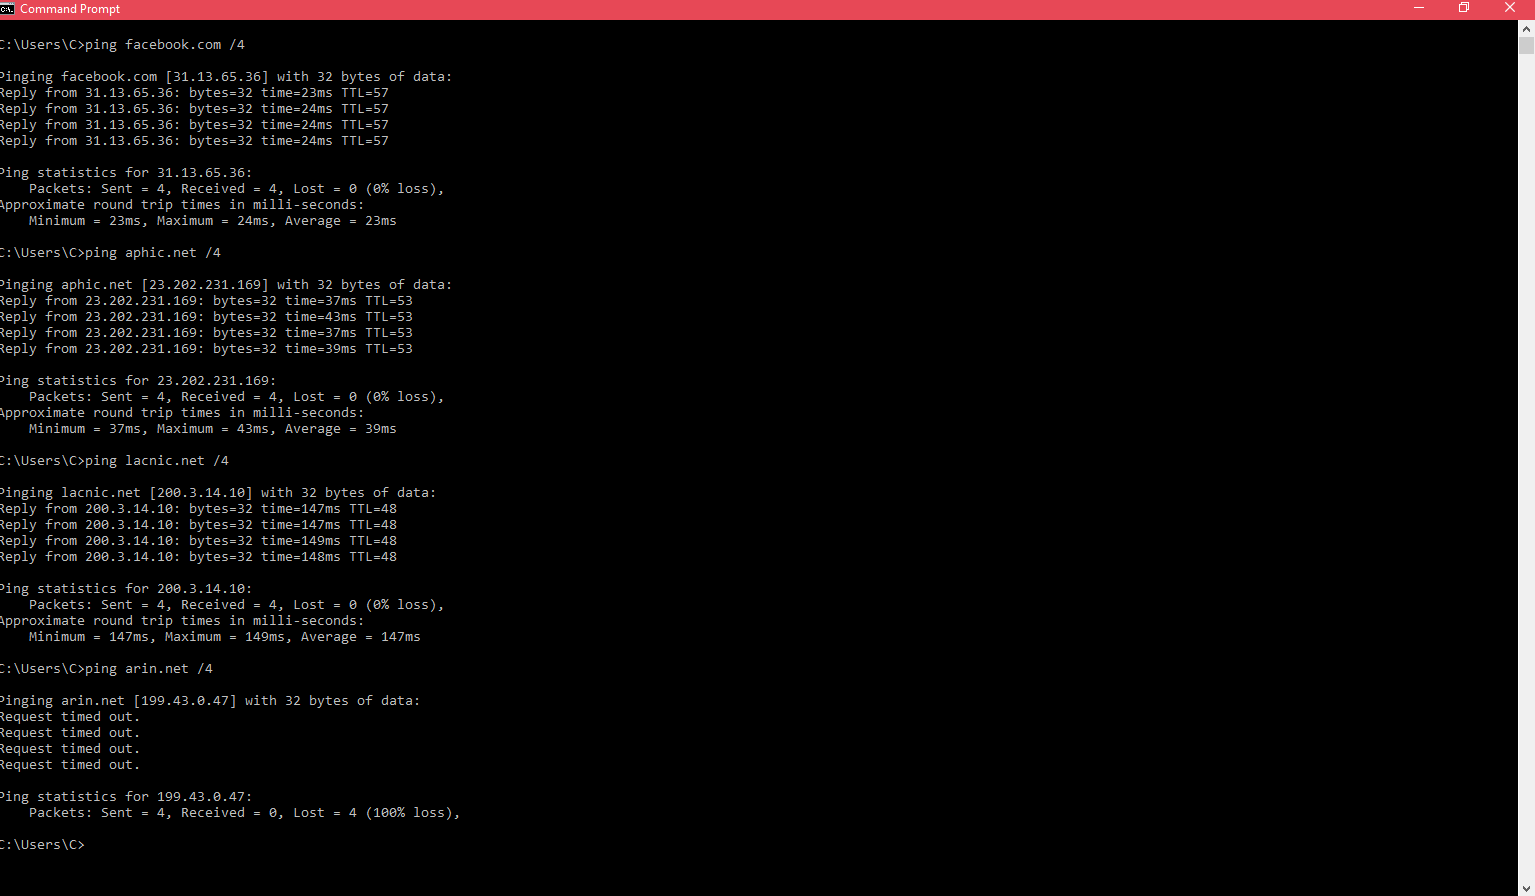 Command Prompt
C:\Users\C>ping facebook.com /4
Pinging facebook.com [31.13.65.36] with 32 bytes of data:
Reply from 31.13.65.36: bytes=32 time=23ms TTL=57
Reply from 31.13.65.36: bytes=32 time=24ms TTL=57
Reply from 31.13.65.36: bytes=32 time=24ms TTL=57
Reply from 31.13.65.36: bytes=32 time=24ms TTL=57
Ping statistics for 31.13.65.36:
Packets: Sent = 4, Received = 4, Lost = 0 (0% loss),
Approximate round trip times in milli-seconds:
Minimum = 23ms, Maximum = 24ms, Average = 23ms
C:\Users\C>ping aphic.net /4
Pinging aphic.net [23.202.231.169] with 32 bytes of data:
Reply from 23.202.231.169: bytes=32 time=37ms TTL=53
Reply from 23.202.231.169: bytes=32 time=43ms TTL=53
Reply from 23.202.231.169: bytes=32 time=37ms TTL=53
Reply from 23.202.231.169: bytes=32 time=39ms TTL=53
Ping statistics for 23.202.231.169:
Packets: Sent = 4, Received = 4, Lost = 0 (0% loss),
Approximate round trip times in milli-seconds:
Minimum = 37ms, Maximum = 43ms, Average = 39ms
C:\Users\C>ping lacnic.net /4
Pinging lacnic.net [200.3.14.10] with 32 bytes of data:
Reply from 200.3.14.10: bytes=32 time=147ms TTL=48
Reply from 200.3.14.10: bytes=32 time=147ms TTL=48
Reply from 200.3.14.10: bytes=32 time=149ms TTL=48
Reply from 200.3.14.10: bytes=32 time=148ms TTL=48
Ping statistics for 200.3.14.10:
Packets: Sent = 4, Received = 4, Lost = 0 (0% loss),
Approximate round trip times in milli-seconds:
Minimum = 147ms, Maximum = 149ms, Average = 147ms
C:\Users\C>ping arin.net /4
Pinging arin.net [199.43.0.47] with 32 bytes of data:
Request timed out.
Request timed out.
Request timed out.
Request timed out.
Ping statistics for 199.43.0.47:
Packets: Sent = 4, Received = 0, Lost = 4 (100% loss),
C:\Users\C>